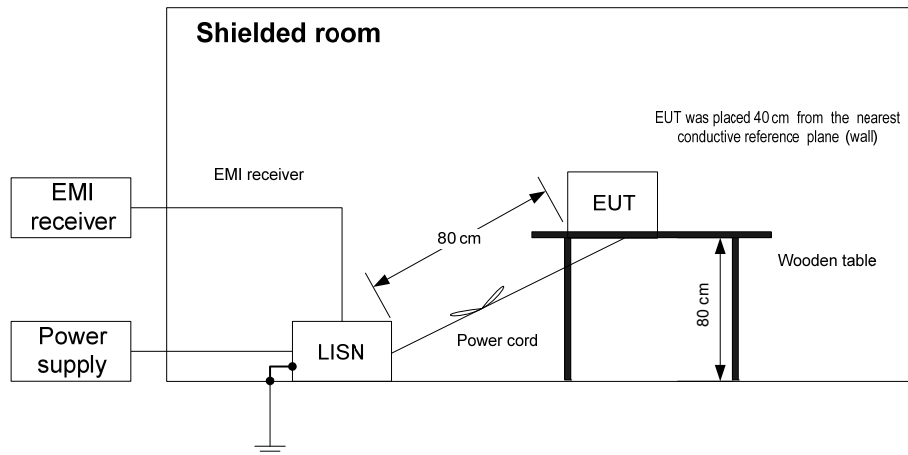 Shielded room
EUT was placed 40 cm from the nearest
conductive reference plane (wall)
EMI receiver
EMI
receiver
EUT
80 cm
Wooden table
80 cm
Power
supply
LISN
Power cord